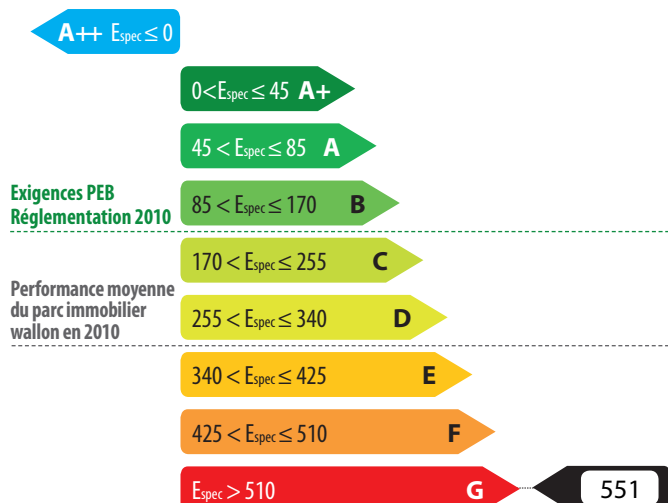 A++ Espec ≤ 0
0<Espec ≤ 45 A+
45 < Espec ≤ 85 A
Exigences PEB
Réglementation 2010
85 < Espec ≤ 170 B
170 < Espec ≤ 255 C
Performance moyenne
du parc immobilier
wallon en 2010
255 < Espec ≤ 340 D
340 < Espec ≤ 425 E
425 < Espec ≤ 510 F
Espec > 510 G
551